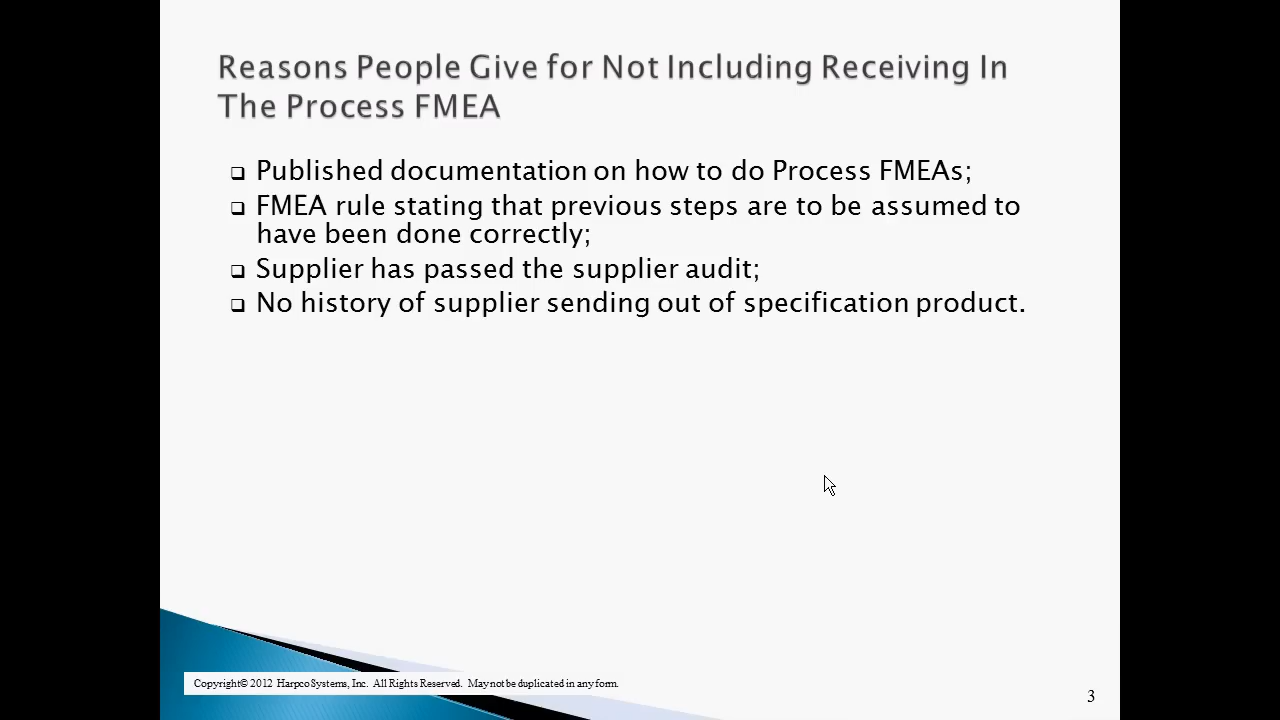 Reasons People Give for Not Including Receiving In
The Process FMEA
Published documentation on how to do Process FMEAs;
FMEA rule stating that previous steps are to be assumed to
have been done correctly;
Supplier has passed the supplier audit;
No history of supplier sending out of specification product.
Copyright© 2012 Harpco Systems, Inc. All Rights Reserved. May not be duplicated in any form.
3